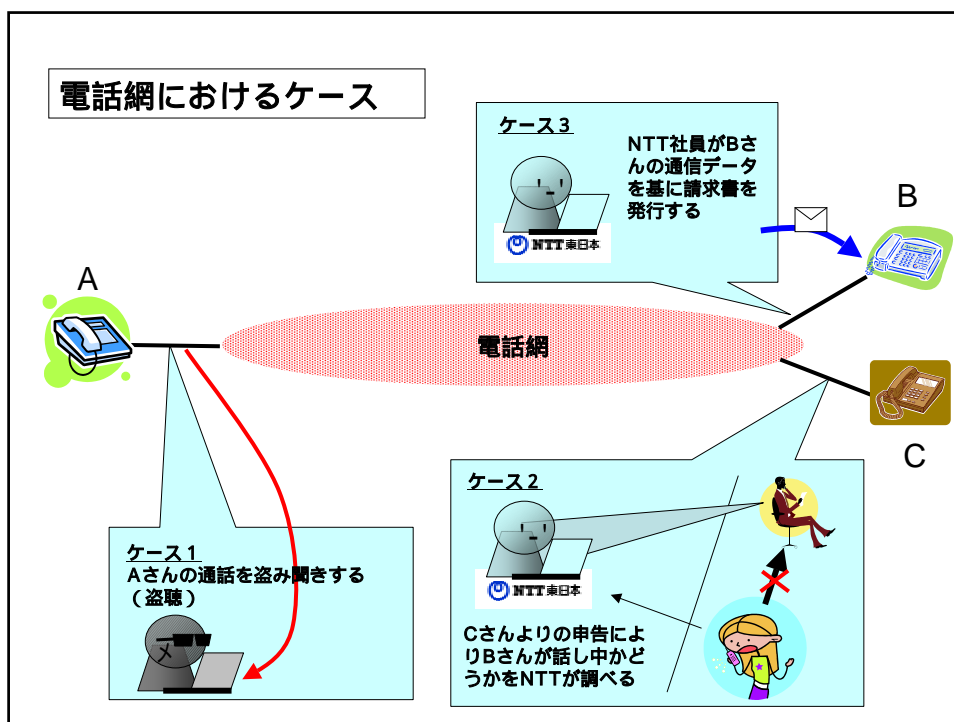 電話網におけるケース
ケース３
NTT社員がBさ
んの通信データ
を基に請求書を
発行する
NTT東日本
B
A
電話網
C
ケース２
NTT東日本
Cさんよりの申告によ
りBさんが話し中かど
うかをNTTが調べる
ケース１
Aさんの通話を盗み聞きする
（盗聴）